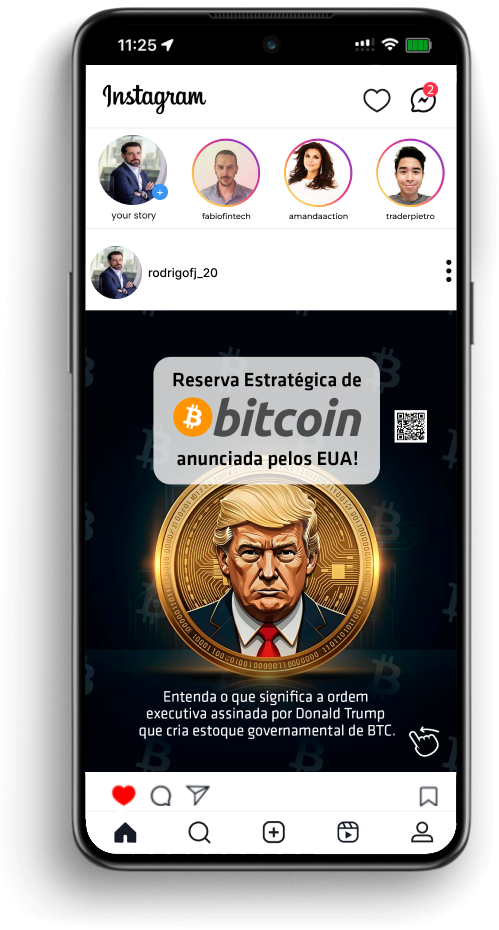 11:25
Instagram
2
your story
fabiofintech
amandaaction
traderpietro
rodrigofj_20
Reserva Estratégica de
bitcoin
anunciada pelos EUA!
Entenda o que significa a ordem
executiva assinada por Donald Trump
que cria estoque governamental de BTC.